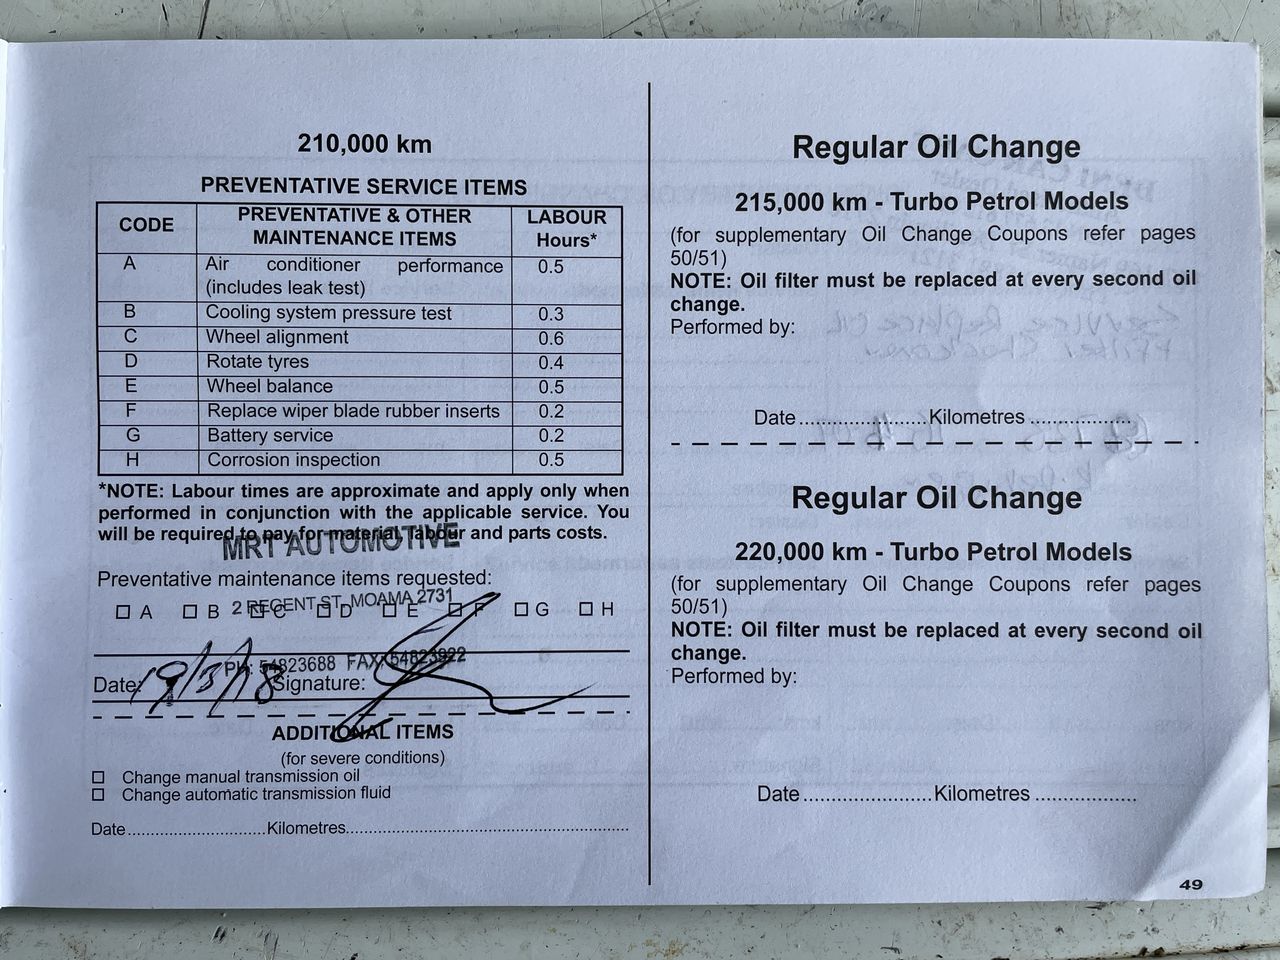 210,000 km
PREVENTATIVE SERVICE ITEMS
CODE PREVENTATIVE & OTHER MAINTENANCE ITEMS LABOUR Hours*
A Air conditioner performance 0.5
(includes leak test)
B Cooling system pressure test 0.3
C Wheel alignment 0.6
D Rotate tyres 0.4
E Wheel balance 0.5
F Replace wiper blade rubber inserts 0.2
G Battery service 0.2
H Corrosion inspection 0.5
*NOTE: Labour times are approximate and apply only when
performed in conjunction with the applicable service. You
will be required to pay for material, labour and parts costs.
MRT AUTOMOTIVE
Preventative maintenance items requested:
A B C D E F G H
2 REGENT ST, MOAMA 2731
PH: 54823688 FAX: 54823922
Date: 19/3/18 Signature:
ADDITIONAL ITEMS
(for severe conditions)
Change manual transmission oil
Change automatic transmission fluid
Date..............................Kilometres..............................................................
Regular Oil Change
215,000 km - Turbo Petrol Models
(for supplementary Oil Change Coupons refer pages
50/51)
NOTE: Oil filter must be replaced at every second oil
change.
Performed by:
Date.......................Kilometres..................
Regular Oil Change
220,000 km - Turbo Petrol Models
(for supplementary Oil Change Coupons refer pages
50/51)
NOTE: Oil filter must be replaced at every second oil
change.
Performed by:
Date.......................Kilometres..................
49